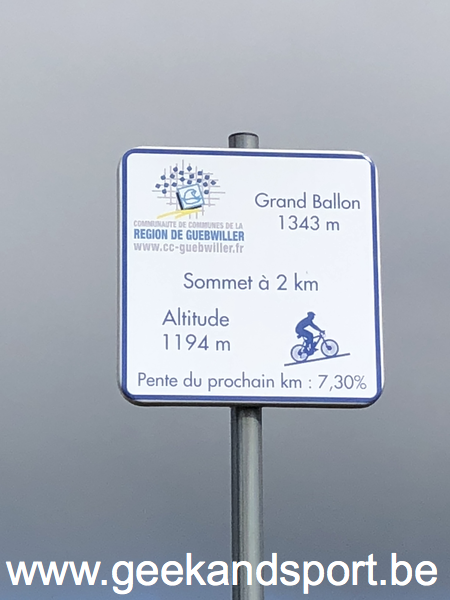 COMMUNAUTE DE COMMUNES DE LA
REGION DE GUEBWILLER
www.cc-guebwiller.fr
Grand Ballon
1343 m
Sommet à 2 km
Altitude
1194 m
Pente du prochain km : 7,30%
www.geekandsport.be